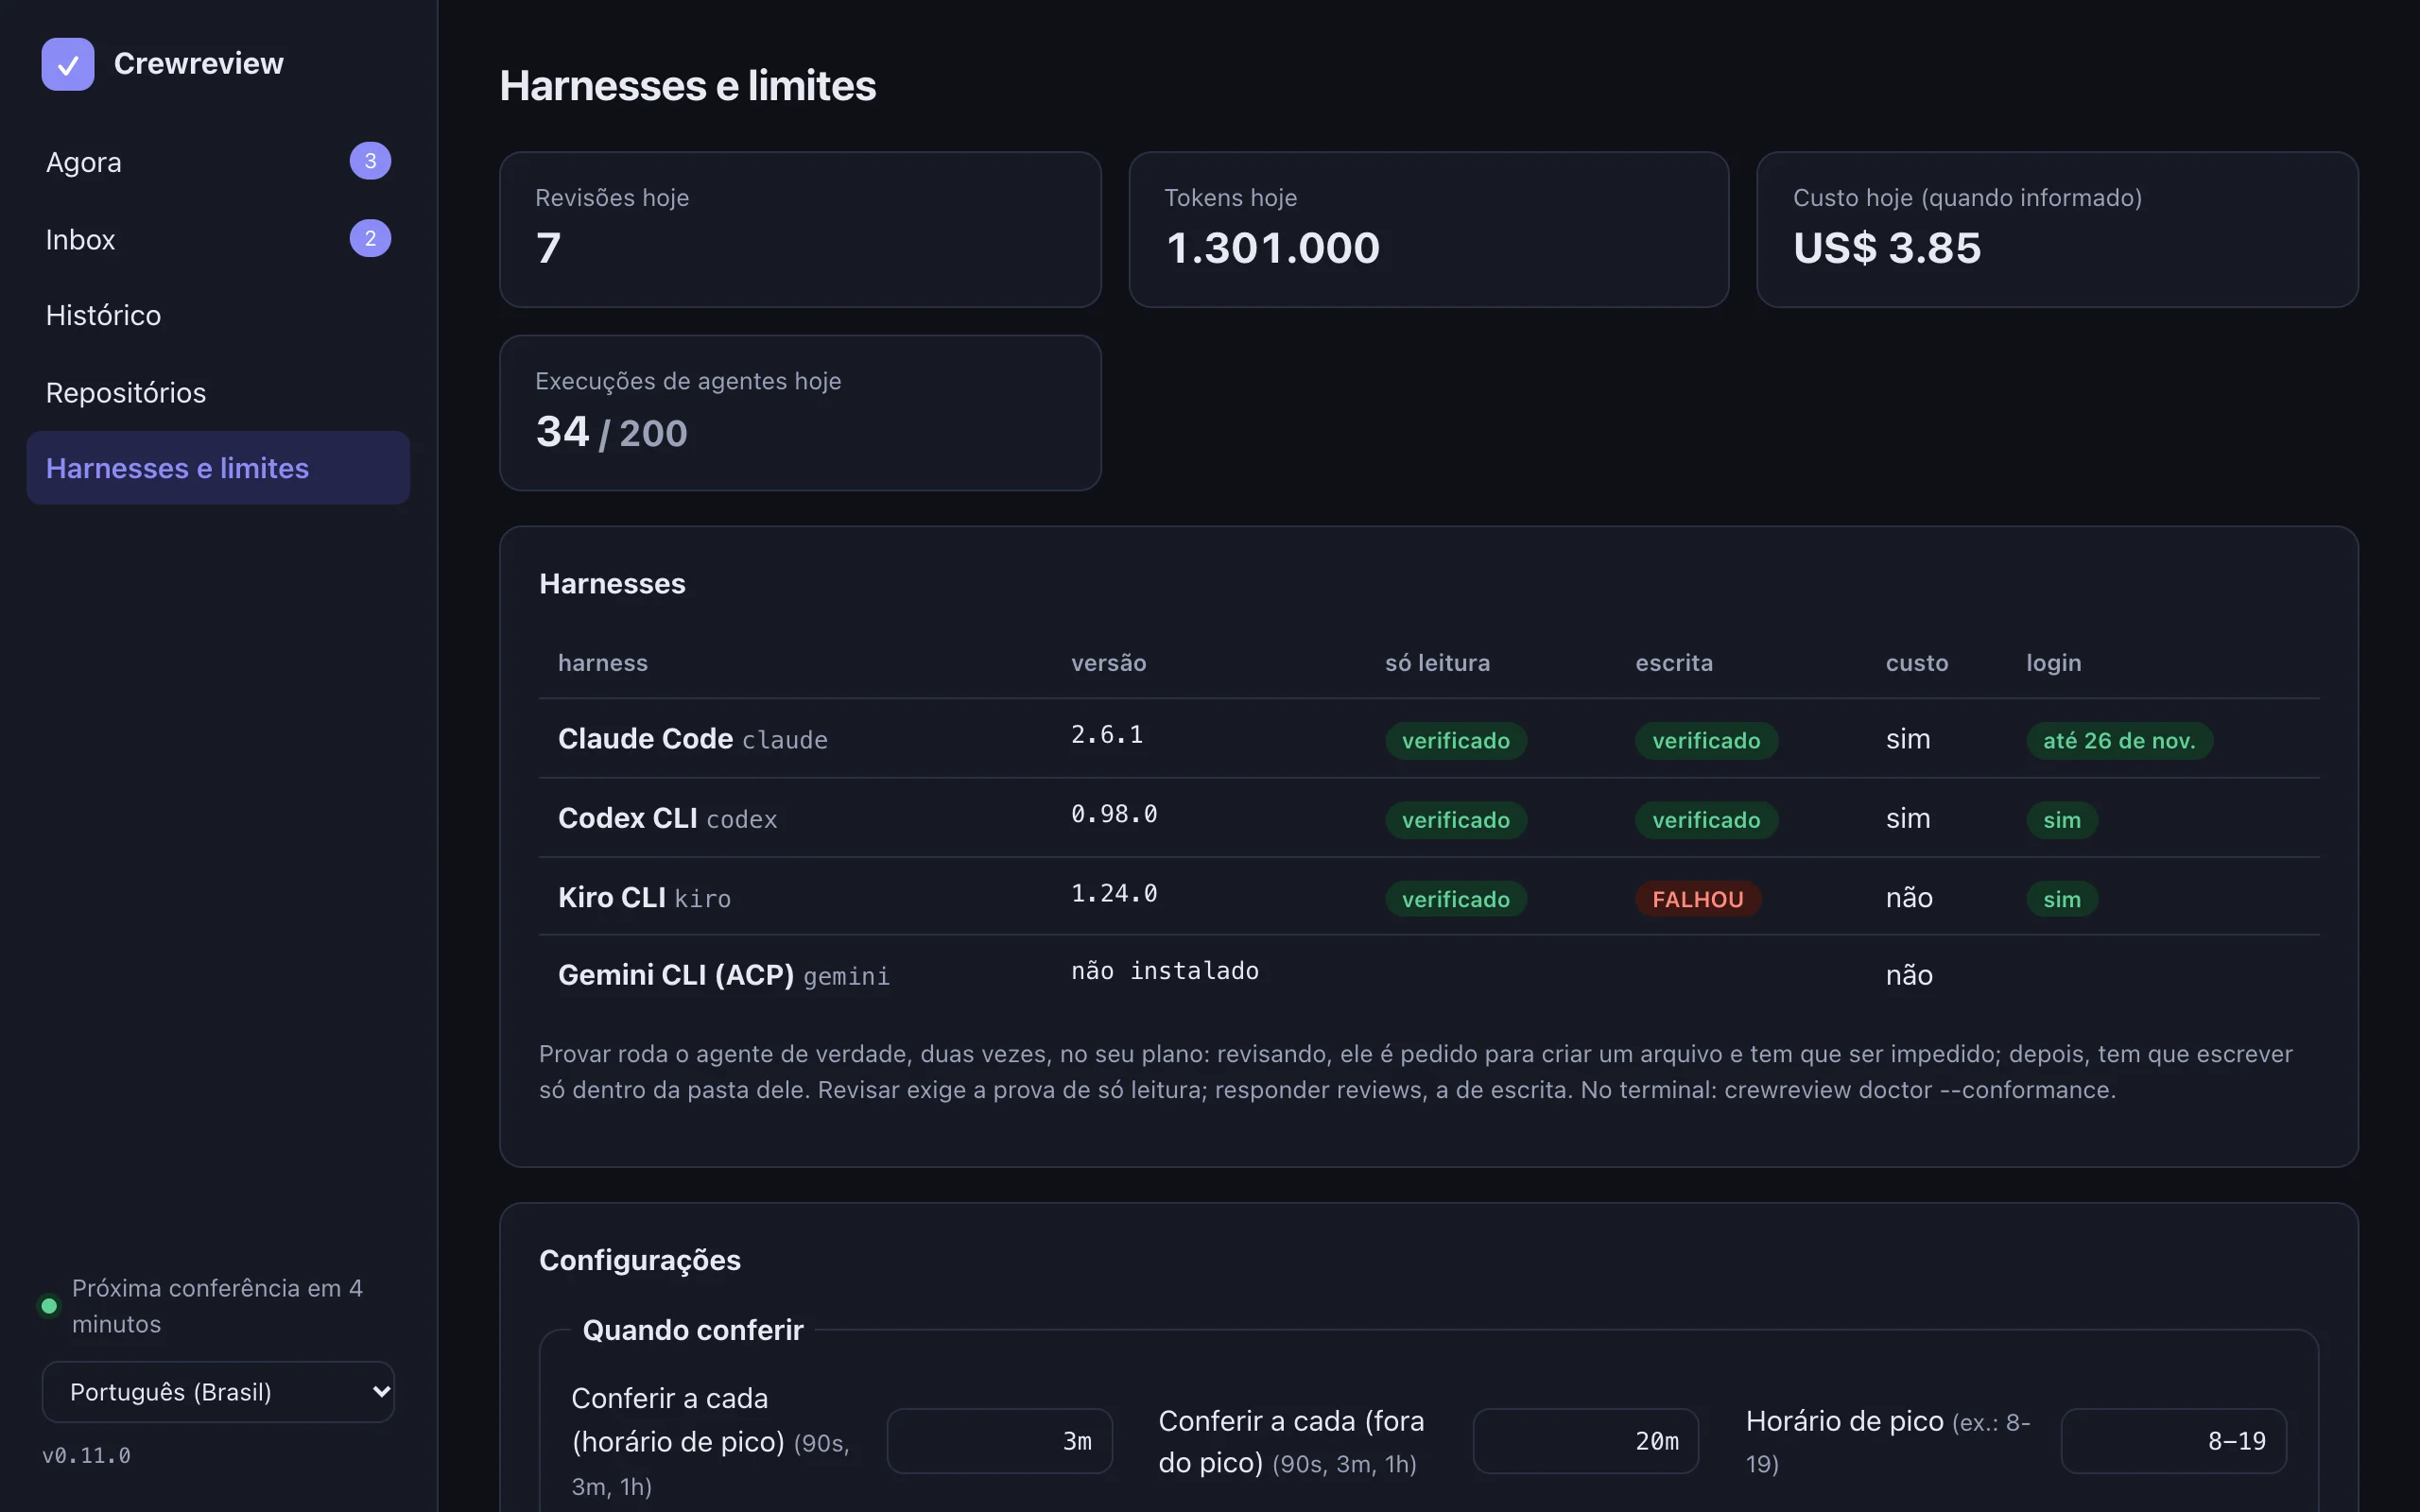 Crewreview
Agora 3
Inbox 2
Histórico
Repositórios
Harnesses e limites
Próxima conferência em 4
minutos
Português (Brasil)
v0.11.0
Harnesses e limites
Revisões hoje
7
Tokens hoje
1.301.000
Custo hoje (quando informado)
US$ 3.85
Execuções de agentes hoje
34 / 200
Harnesses
harness versão só leitura escrita custo login
Claude Code claude 2.6.1 verificado verificado sim até 26 de nov.
Codex CLI codex 0.98.0 verificado verificado sim sim
Kiro CLI kiro 1.24.0 verificado FALHOU não sim
Gemini CLI (ACP) gemini não instalado não
Provar roda o agente de verdade, duas vezes, no seu plano: revisando, ele é pedido para criar um arquivo e tem que ser impedido; depois, tem que escrever
só dentro da pasta dele. Revisar exige a prova de só leitura; responder reviews, a de escrita. No terminal: crewreview doctor --conformance.
Configurações
Quando conferir
Conferir a cada
(horário de pico) (90s,
3m, 1h)
3m
Conferir a cada (fora
do pico) (90s, 3m, 1h)
20m
Horário de pico (ex.: 8-
19)
8–19